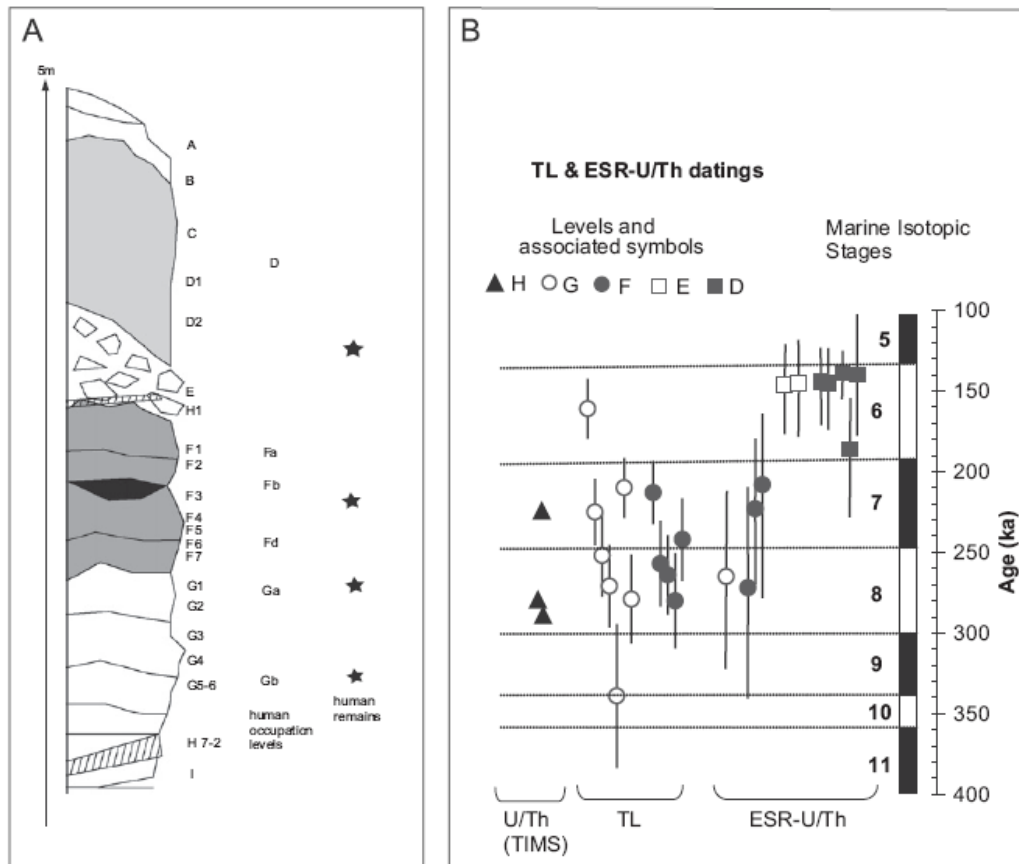 A
5m
A
B
C
D1
D2
E
H1
F1
F2
F3
F4
F5
F6
F7
G1
G2
G3
G4
G5-6
H 7-2
I
D
Fa
Fb
Fd
Ga
Gb
human
occupation
levels
human
remains
B
TL & ESR-U/Th datings
Levels and
associated symbols
H G F E D
Marine Isotopic
Stages
5
6
7
8
9
10
11
100
150
200
250
300
350
400
Age (ka)
U/Th
(TIMS)
TL
ESR-U/Th